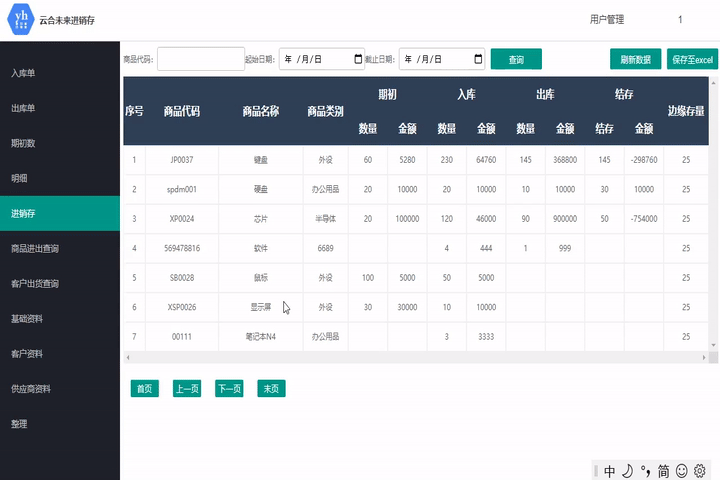 yh 云合未来进销存 用户管理 1
商品代码: 起始日期: 年 /月/日 截止日期: 年 /月/日 查询 刷新数据 保存至excel
入库单
出库单
期初数
明细
进销存
商品进出查询
客户出货查询
基础资料
客户资料
供应商资料
整理
序号 商品代码 商品名称 商品类别 期初 入库 出库 结存 边缘存量
数量 金额 数量 金额 数量 金额 结存 金额
1 JP0037 键盘 外设 60 5280 230 64760 145 368800 145 -298760 25
2 spdm001 硬盘 办公用品 20 10000 20 10000 10 10000 30 10000 25
3 XP0024 芯片 半导体 20 100000 120 46000 90 900000 50 -754000 25
4 569478816 软件 6689 4 444 1 999 25
5 SB0028 鼠标 外设 100 5000 50 5000 25
6 XSP0026 显示屏 外设 30 30000 10 10000 25
7 00111 笔记本N4 办公用品 3 3333 25
首页 上一页 下一页 末页
中 简